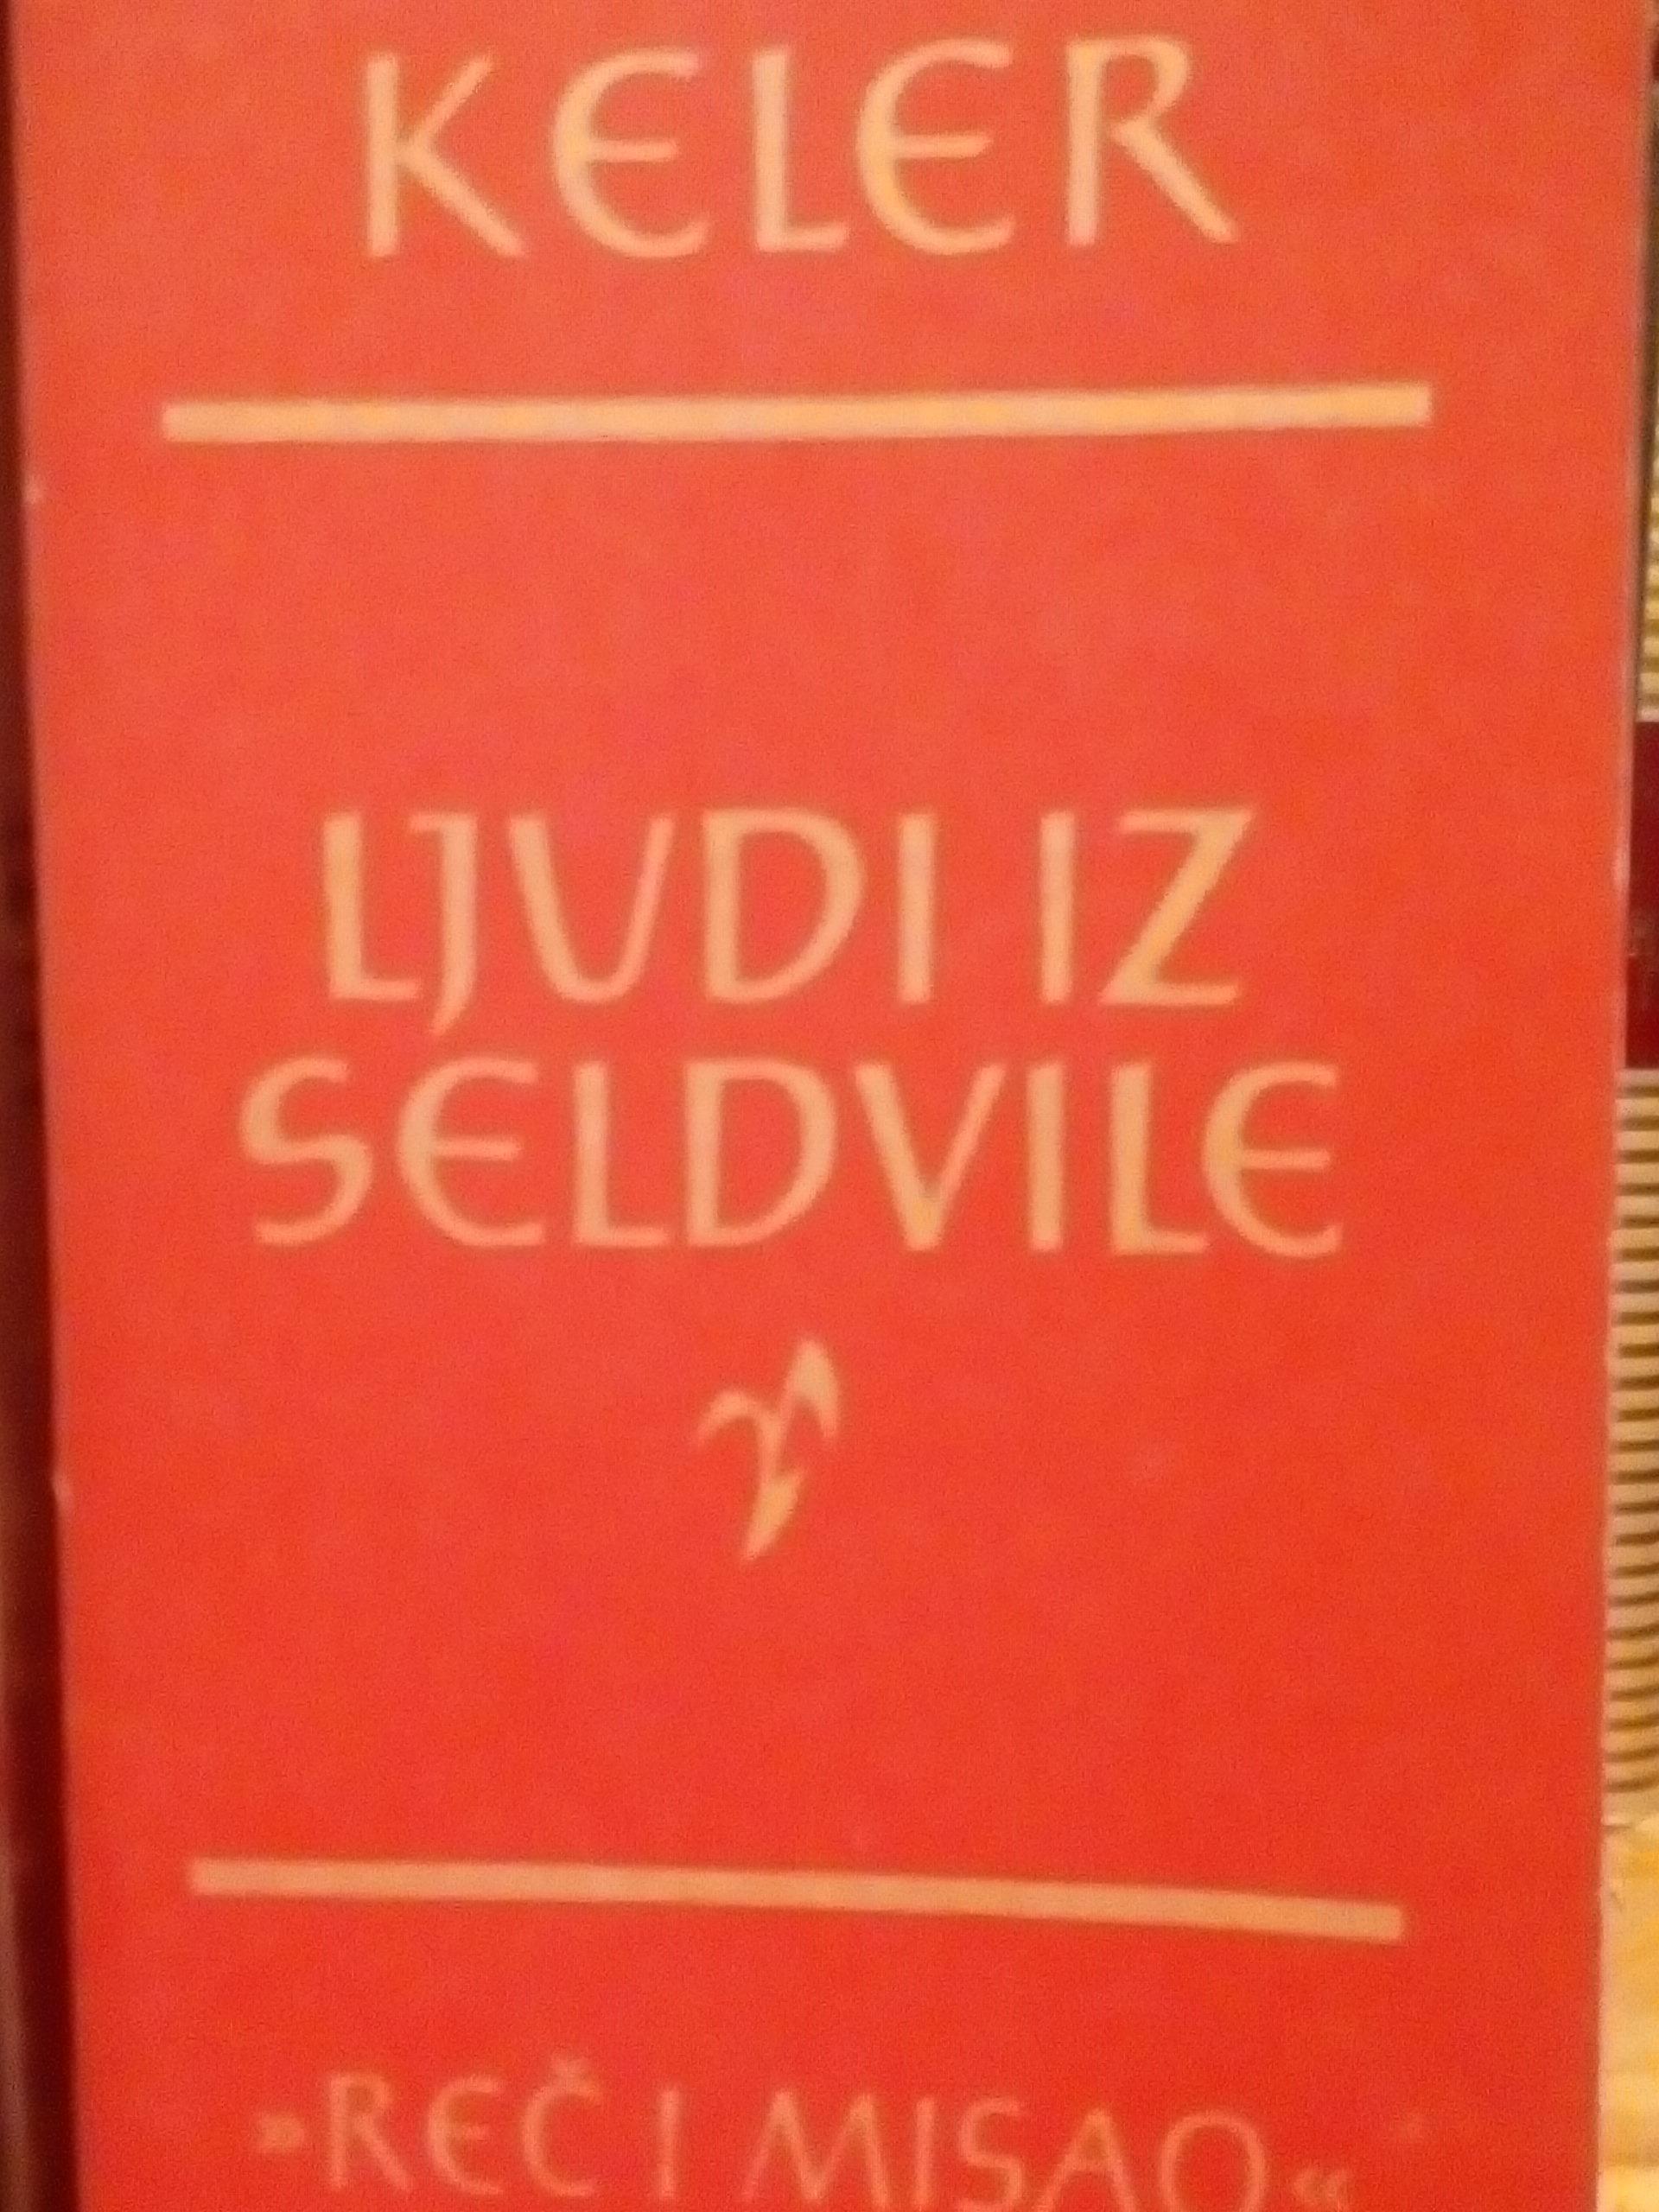 KELER
LJUDI IZ
SELDVILE
»REČ I MISAO«